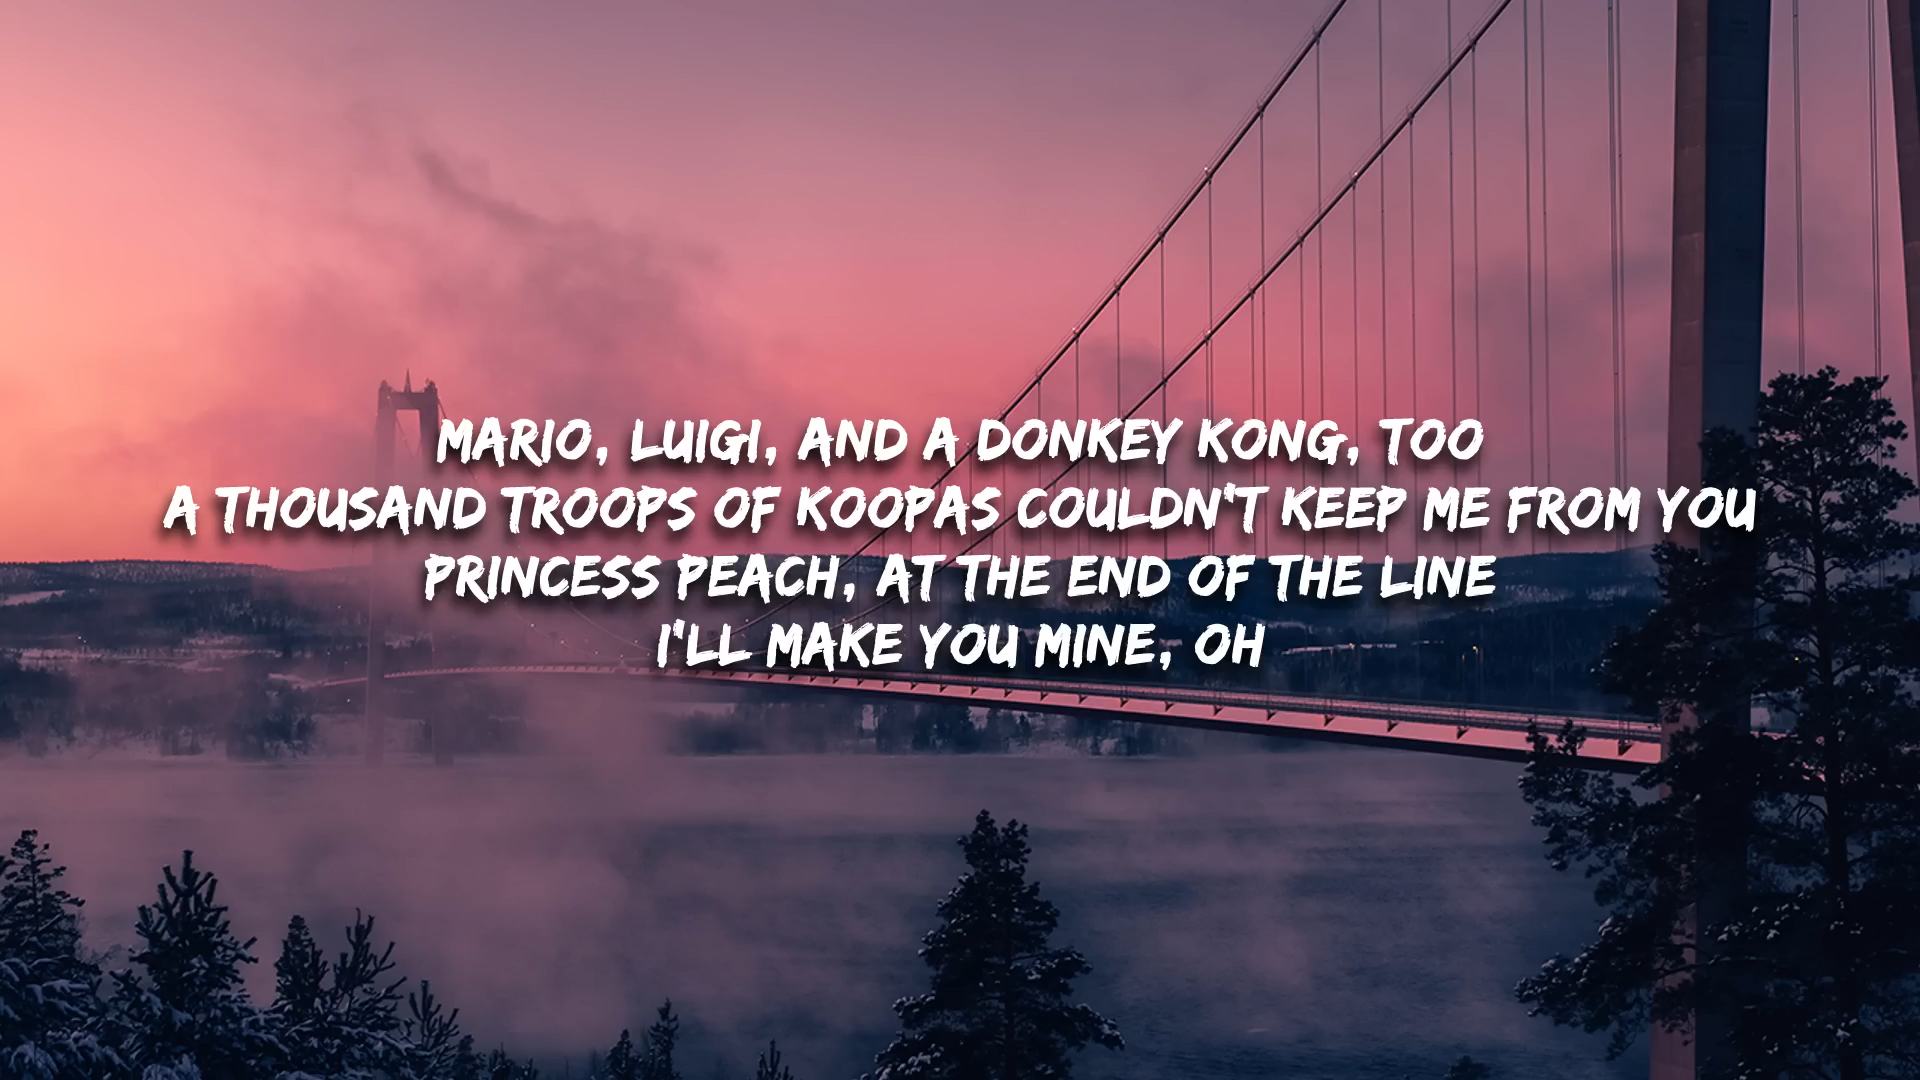 MARIO, LUIGI, AND A DONKEY KONG, TOO
A THOUSAND TROOPS OF KOOPAS COULDN'T KEEP ME FROM YOU
PRINCESS PEACH, AT THE END OF THE LINE
I'LL MAKE YOU MINE, OH